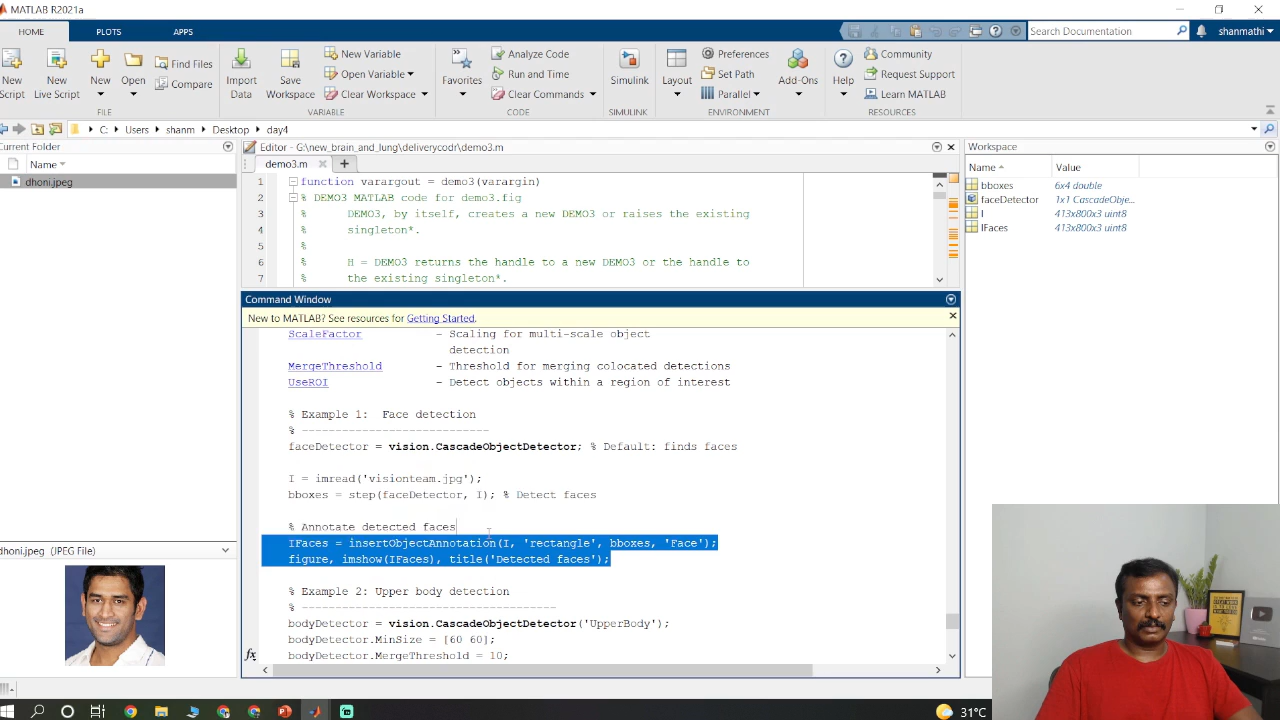 MATLAB R2021a
HOME PLOTS APPS
Search Documentation shanmathi
New Script
New Live Script
New
Open
Find Files
Compare
Import Data
Save Workspace
New Variable
Open Variable
Clear Workspace
Favorites
Analyze Code
Run and Time
Clear Commands
Simulink
Layout
Preferences
Set Path
Parallel
Add-Ons
Help
Community
Request Support
Learn MATLAB
FILE VARIABLE CODE SIMULINK ENVIRONMENT RESOURCES
C: Users shanm Desktop day4
Current Folder
Name
dhoni.jpeg
dhoni.jpeg (JPEG File)
Editor - G:\new_brain_and_lung\deliverycodr\demo3.m
demo3.m
1 function varargout = demo3(varargin)
2 % DEMO3 MATLAB code for demo3.fig
3 % DEMO3, by itself, creates a new DEMO3 or raises the existing
4 % singleton*.
5 %
6 % H = DEMO3 returns the handle to a new DEMO3 or the handle to
7 % the existing singleton*.
Command Window
New to MATLAB? See resources for Getting Started.
ScaleFactor - Scaling for multi-scale object
detection
MergeThreshold - Threshold for merging colocated detections
UseROI - Detect objects within a region of interest
% Example 1: Face detection
% ----------------------------
faceDetector = vision.CascadeObjectDetector; % Default: finds faces
I = imread('visionteam.jpg');
bboxes = step(faceDetector, I); % Detect faces
% Annotate detected faces
IFaces = insertObjectAnnotation(I, 'rectangle', bboxes, 'Face');
figure, imshow(IFaces), title('Detected faces');
% Example 2: Upper body detection
% --------------------------------------
bodyDetector = vision.CascadeObjectDetector('UpperBody');
bodyDetector.MinSize = [60 60];
bodyDetector.MergeThreshold = 10;
fx
Workspace
Name Value
bboxes 6x4 double
faceDetector 1x1 CascadeObje...
I 413x800x3 uint8
IFaces 413x800x3 uint8
31°C